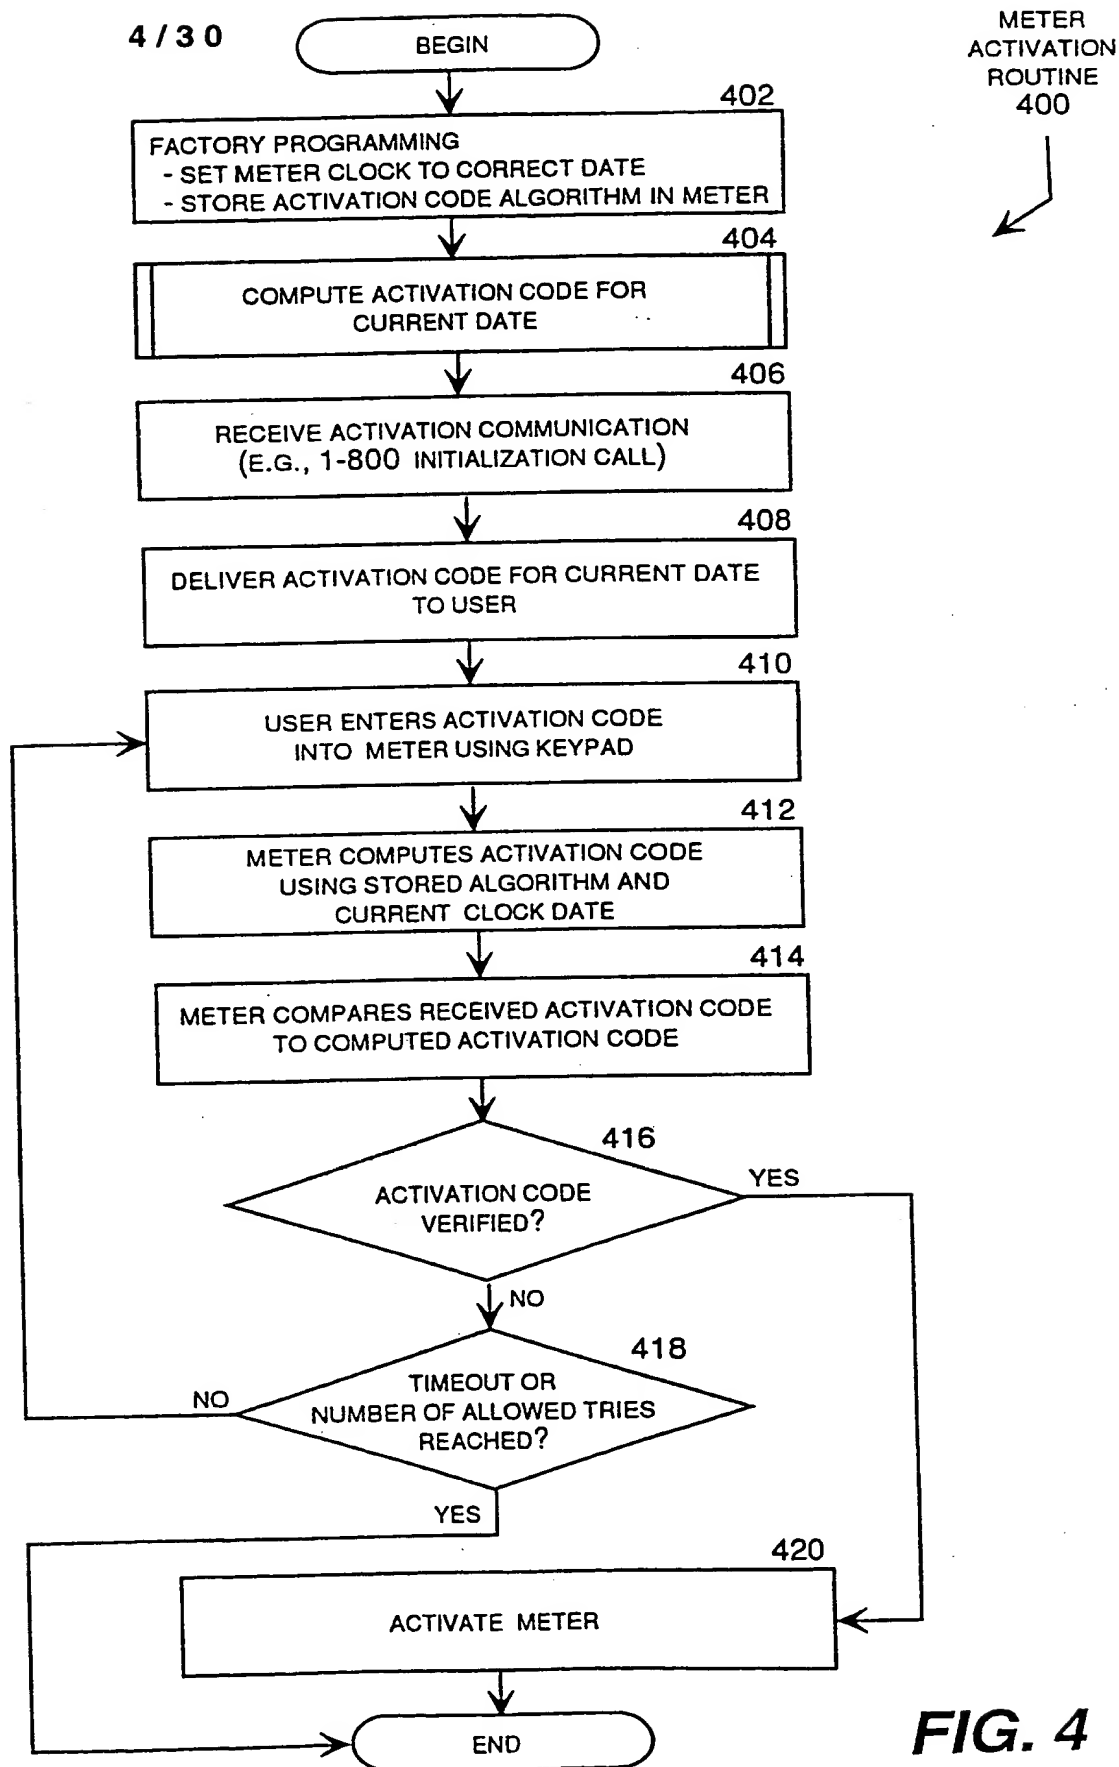 4/30
BEGIN
METER
ACTIVATION
ROUTINE
400
402
FACTORY PROGRAMMING
- SET METER CLOCK TO CORRECT DATE
- STORE ACTIVATION CODE ALGORITHM IN METER
404
COMPUTE ACTIVATION CODE FOR
CURRENT DATE
406
RECEIVE ACTIVATION COMMUNICATION
(E.G., 1-800 INITIALIZATION CALL)
408
DELIVER ACTIVATION CODE FOR CURRENT DATE
TO USER
410
USER ENTERS ACTIVATION CODE
INTO METER USING KEYPAD
412
METER COMPUTES ACTIVATION CODE
USING STORED ALGORITHM AND
CURRENT CLOCK DATE
414
METER COMPARES RECEIVED ACTIVATION CODE
TO COMPUTED ACTIVATION CODE
416
YES
ACTIVATION CODE
VERIFIED?
NO
418
NO
TIMEOUT OR
NUMBER OF ALLOWED TRIES
REACHED?
YES
420
ACTIVATE METER
END
FIG. 4